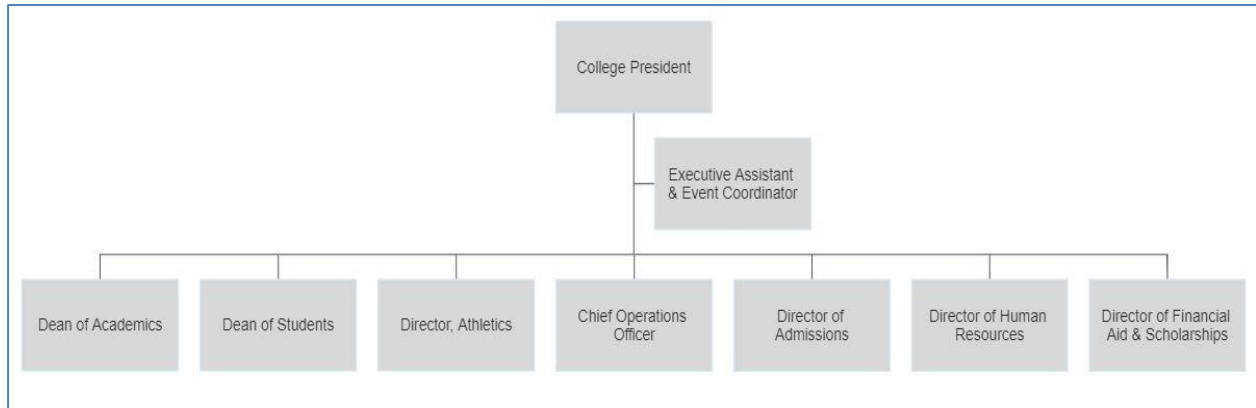 College President
Executive Assistant
& Event Coordinator
Dean of Academics
Dean of Students
Director, Athletics
Chief Operations
Officer
Director of
Admissions
Director of Human
Resources
Director of Financial
Aid & Scholarships